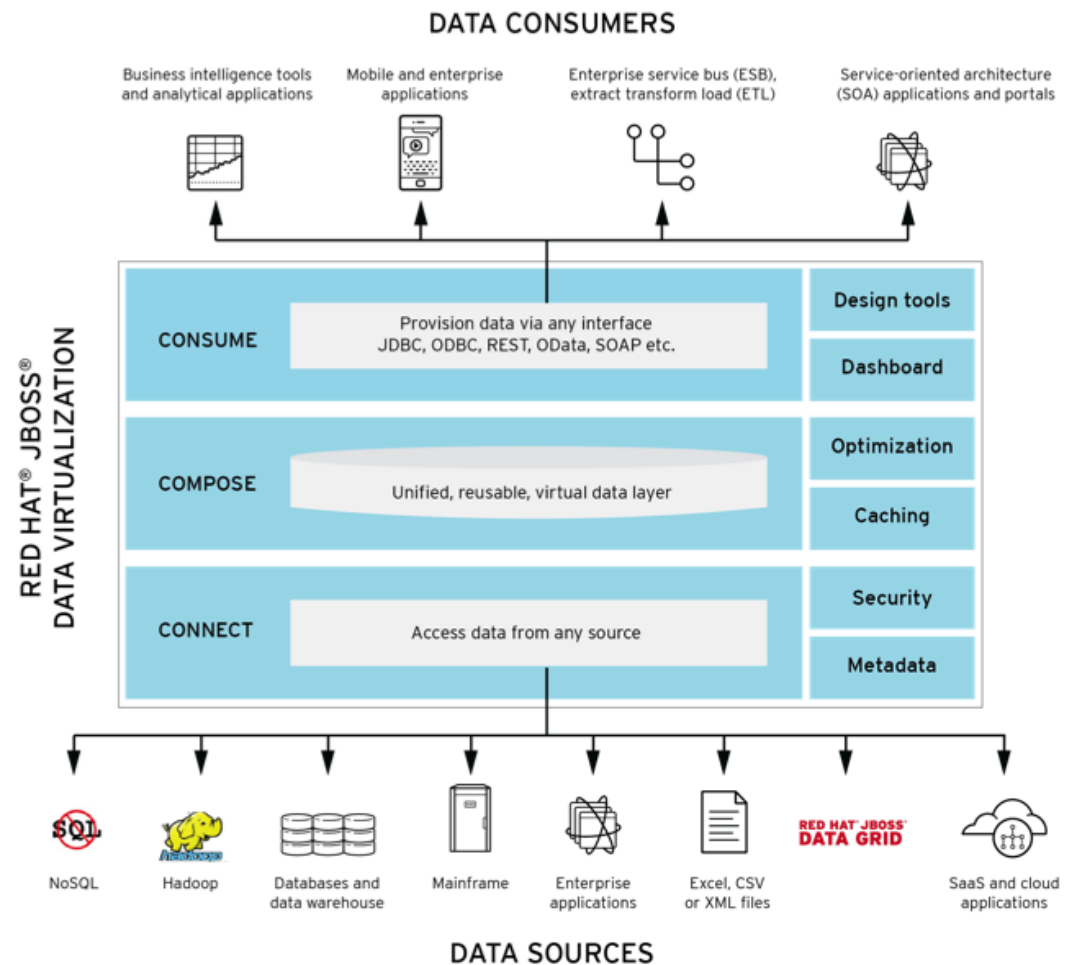 DATA CONSUMERS
Business intelligence tools
and analytical applications
Mobile and enterprise
applications
Enterprise service bus (ESB),
extract transform load (ETL)
Service-oriented architecture
(SOA) applications and portals
RED HAT® JBOSS®
DATA VIRTUALIZATION
CONSUME
Provision data via any interface
JDBC, ODBC, REST, OData, SOAP etc.
Design tools
Dashboard
COMPOSE
Unified, reusable, virtual data layer
Optimization
Caching
CONNECT
Access data from any source
Security
Metadata
SQL
hadoop
RED HAT® JBOSS®
DATA GRID
NoSQL
Hadoop
Databases and
data warehouse
Mainframe
Enterprise
applications
Excel, CSV
or XML files
SaaS and cloud
applications
DATA SOURCES